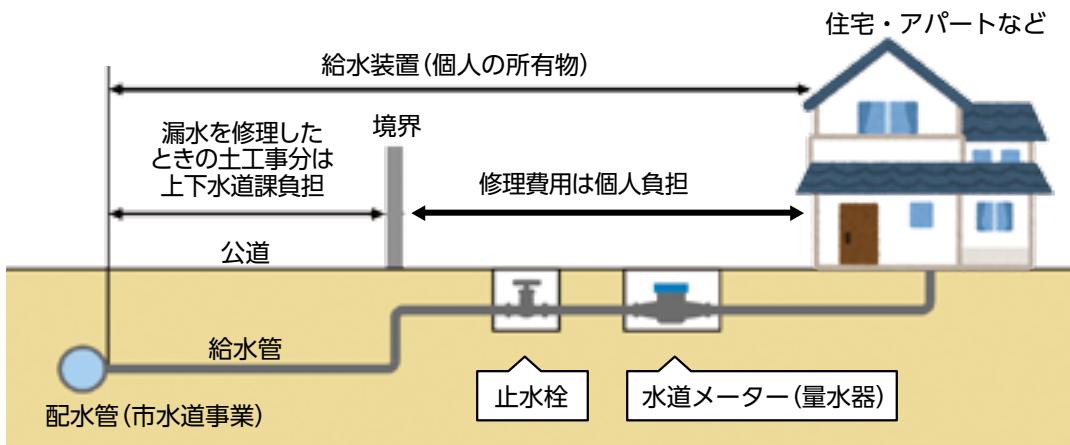 住宅・アパートなど
給水装置(個人の所有物)
漏水を修理した
ときの土工事分は
上下水道課負担
境界
修理費用は個人負担
公道
給水管
配水管(市水道事業)
止水栓
水道メーター(量水器)